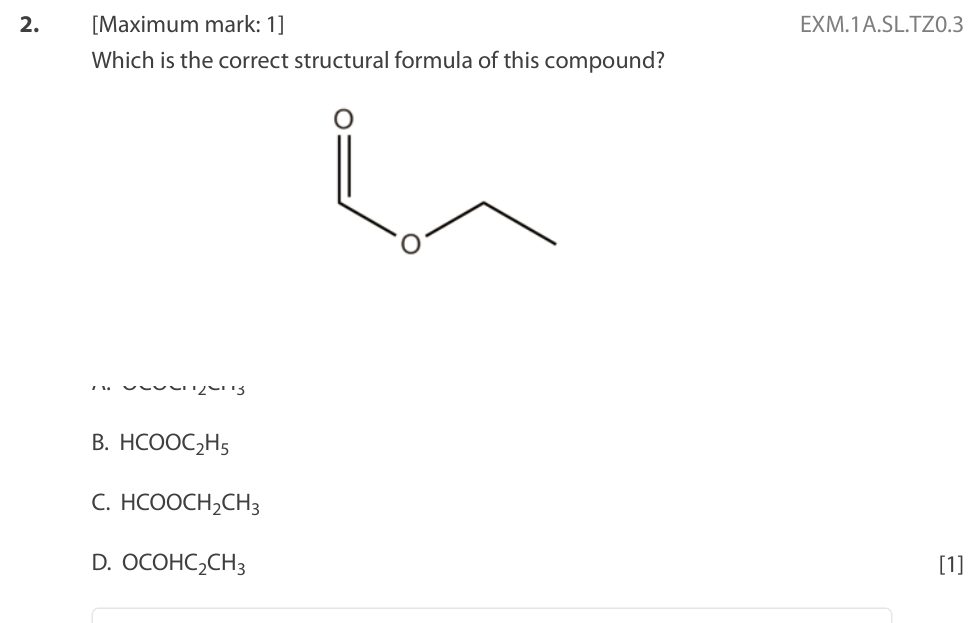 2. [Maximum mark: 1] EXM.1A.SL.TZ0.3
Which is the correct structural formula of this compound?
O
O
B. HCOOC₂H₅
C. HCOOCH₂CH₃
D. OCOHC₂CH₃ [1]